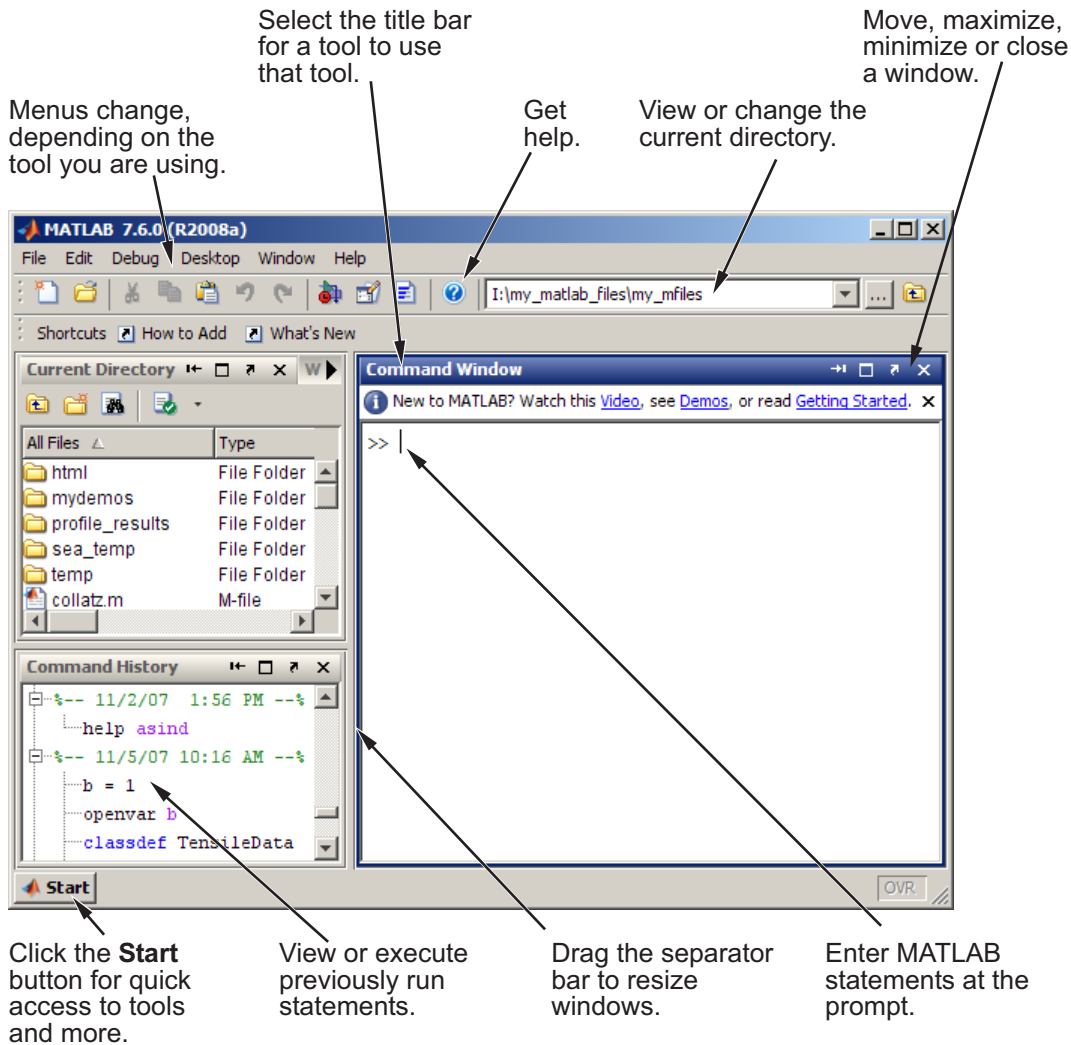 Select the title bar
for a tool to use
that tool.
Move, maximize,
minimize or close
a window.
Menus change,
depending on the
tool you are using.
Get
help.
View or change the
current directory.
MATLAB 7.6.0 (R2008a)
File Edit Debug Desktop Window Help
I:\my_matlab_files\my_mfiles
...
Shortcuts How to Add What's New
Current Directory W
All Files Type
html File Folder
mydemos File Folder
profile_results File Folder
sea_temp File Folder
temp File Folder
collatz.m M-file
Command History
%-- 11/2/07 1:56 PM --%
help asind
%-- 11/5/07 10:16 AM --%
b = 1
openvar b
classdef TensileData
Command Window
New to MATLAB? Watch this Video, see Demos, or read Getting Started.
>>
Start
OVR
Click the Start
button for quick
access to tools
and more.
View or execute
previously run
statements.
Drag the separator
bar to resize
windows.
Enter MATLAB
statements at the
prompt.